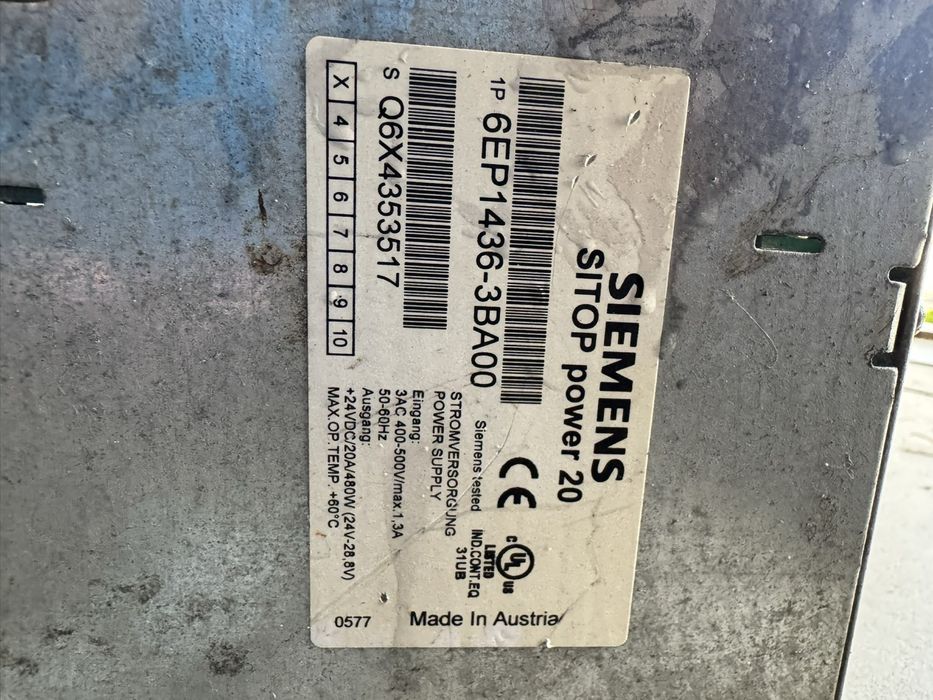 SIEMENS
SITOP power 20
1P 6EP1436-3BA00
S Q6X4353517
X 4 5 6 7 8 9 10
CE
Siemens tested
C UL US
LISTED
IND.CONT.EQ
31UB
STROMVERSORGUNG
POWER SUPPLY
Eingang:
3AC 400-500V/max.1,3A
50-60Hz
Ausgang:
+24VDC/20A/480W (24V-28,8V)
MAX.OP.TEMP. +60°C
Made In Austria
0577